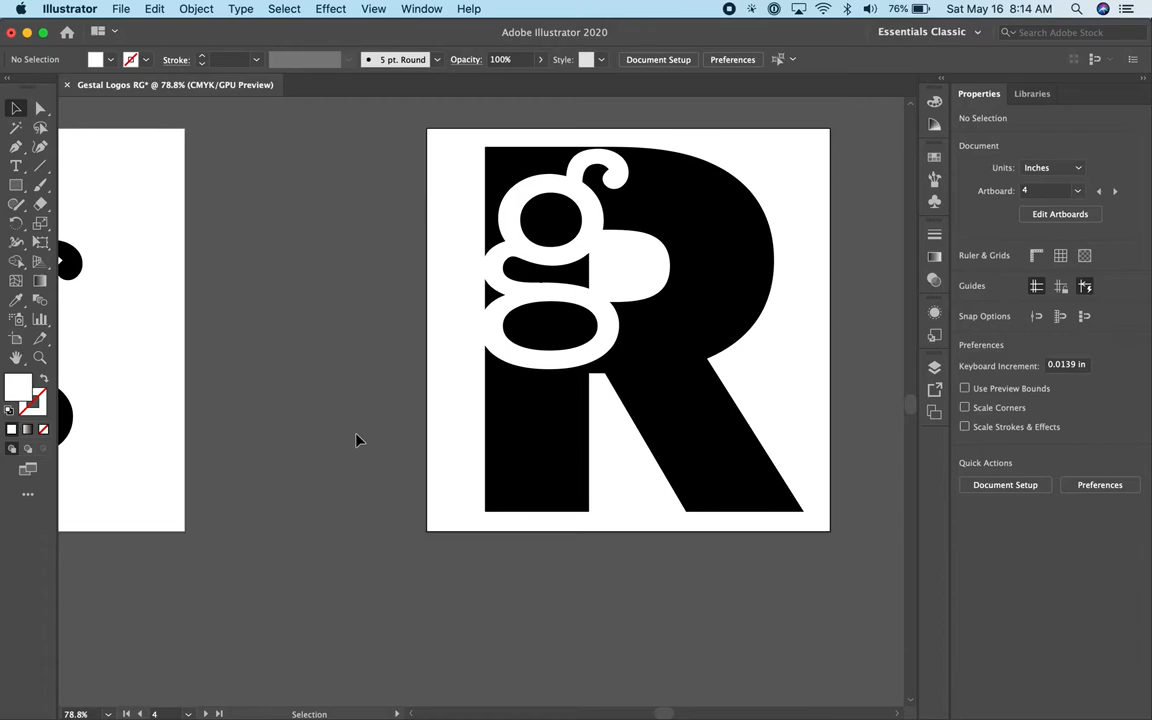 Illustrator File Edit Object Type Select Effect View Window Help 76% Sat May 16 8:14 AM
Adobe Illustrator 2020 Essentials Classic Search Adobe Stock
No Selection Stroke: 5 pt. Round Opacity: 100% Style: Document Setup Preferences
× Gestal Logos RG* @ 78.8% (CMYK/GPU Preview)
Properties Libraries
No Selection
Document
Units: Inches
Artboard: 4
Edit Artboards
Ruler & Grids
Guides
Snap Options
Preferences
Keyboard Increment: 0.0139 in
Use Preview Bounds
Scale Corners
Scale Strokes & Effects
Quick Actions
Document Setup Preferences
R
g
78.8% 4 Selection